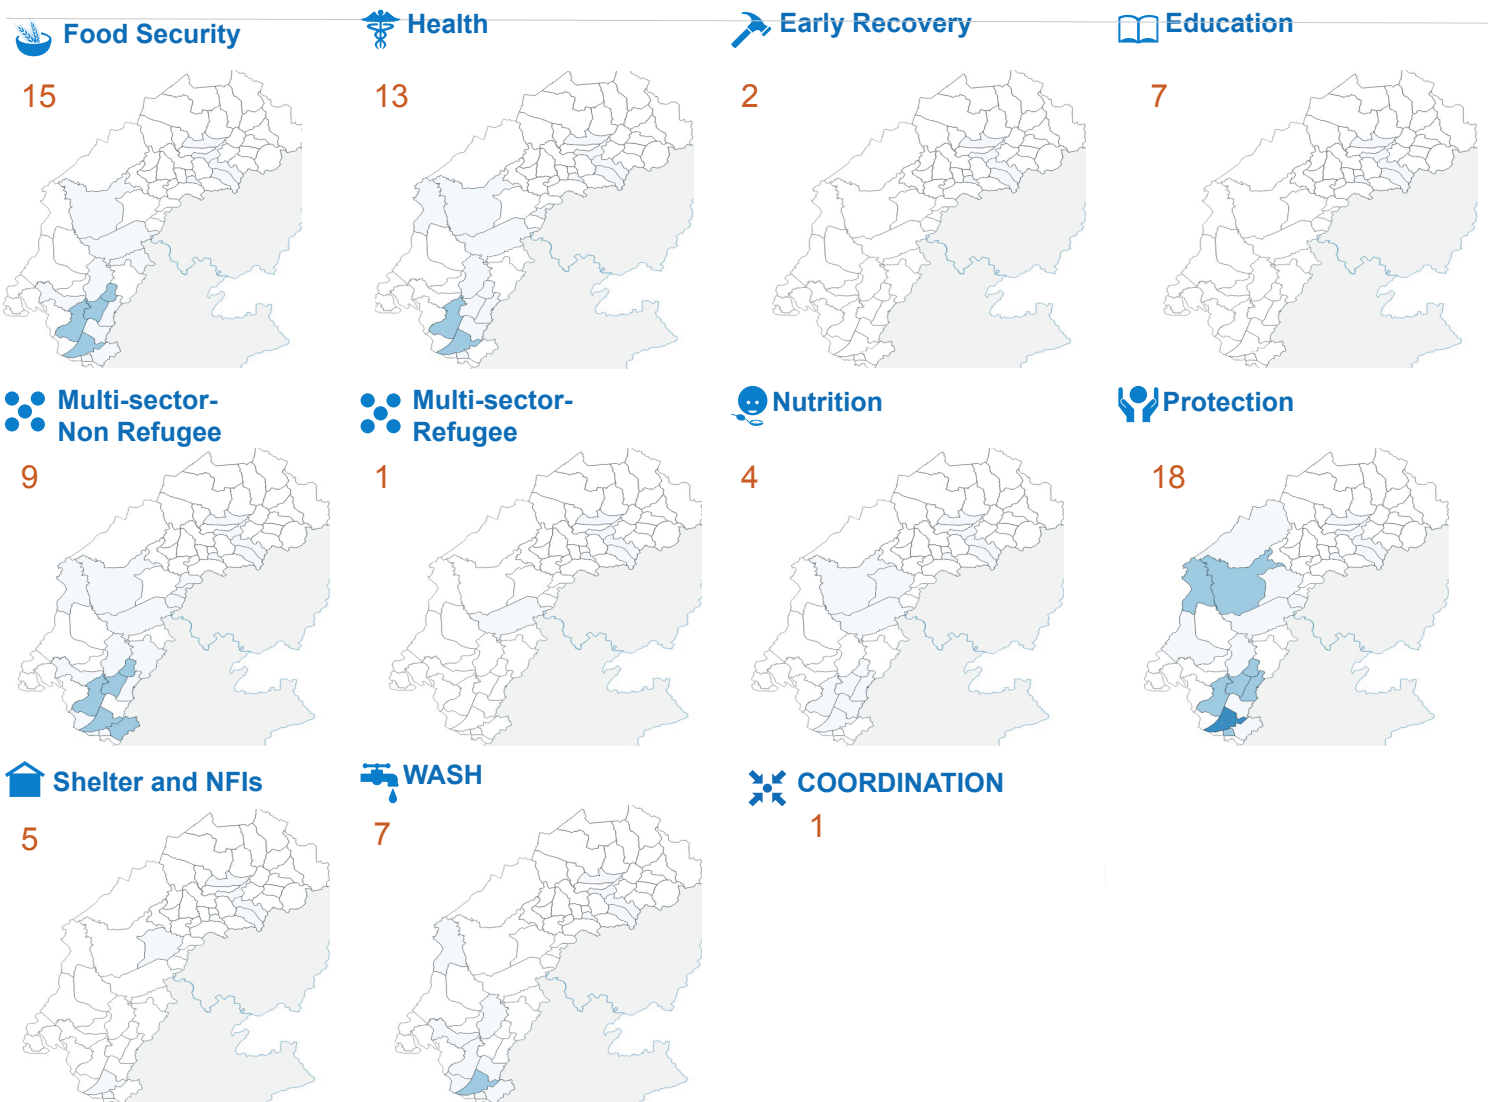 Food Security
15
Health
13
Early Recovery
2
Education
7
Multi-sector-
Non Refugee
9
Multi-sector-
Refugee
1
Nutrition
4
Protection
18
Shelter and NFIs
5
WASH
7
COORDINATION
1